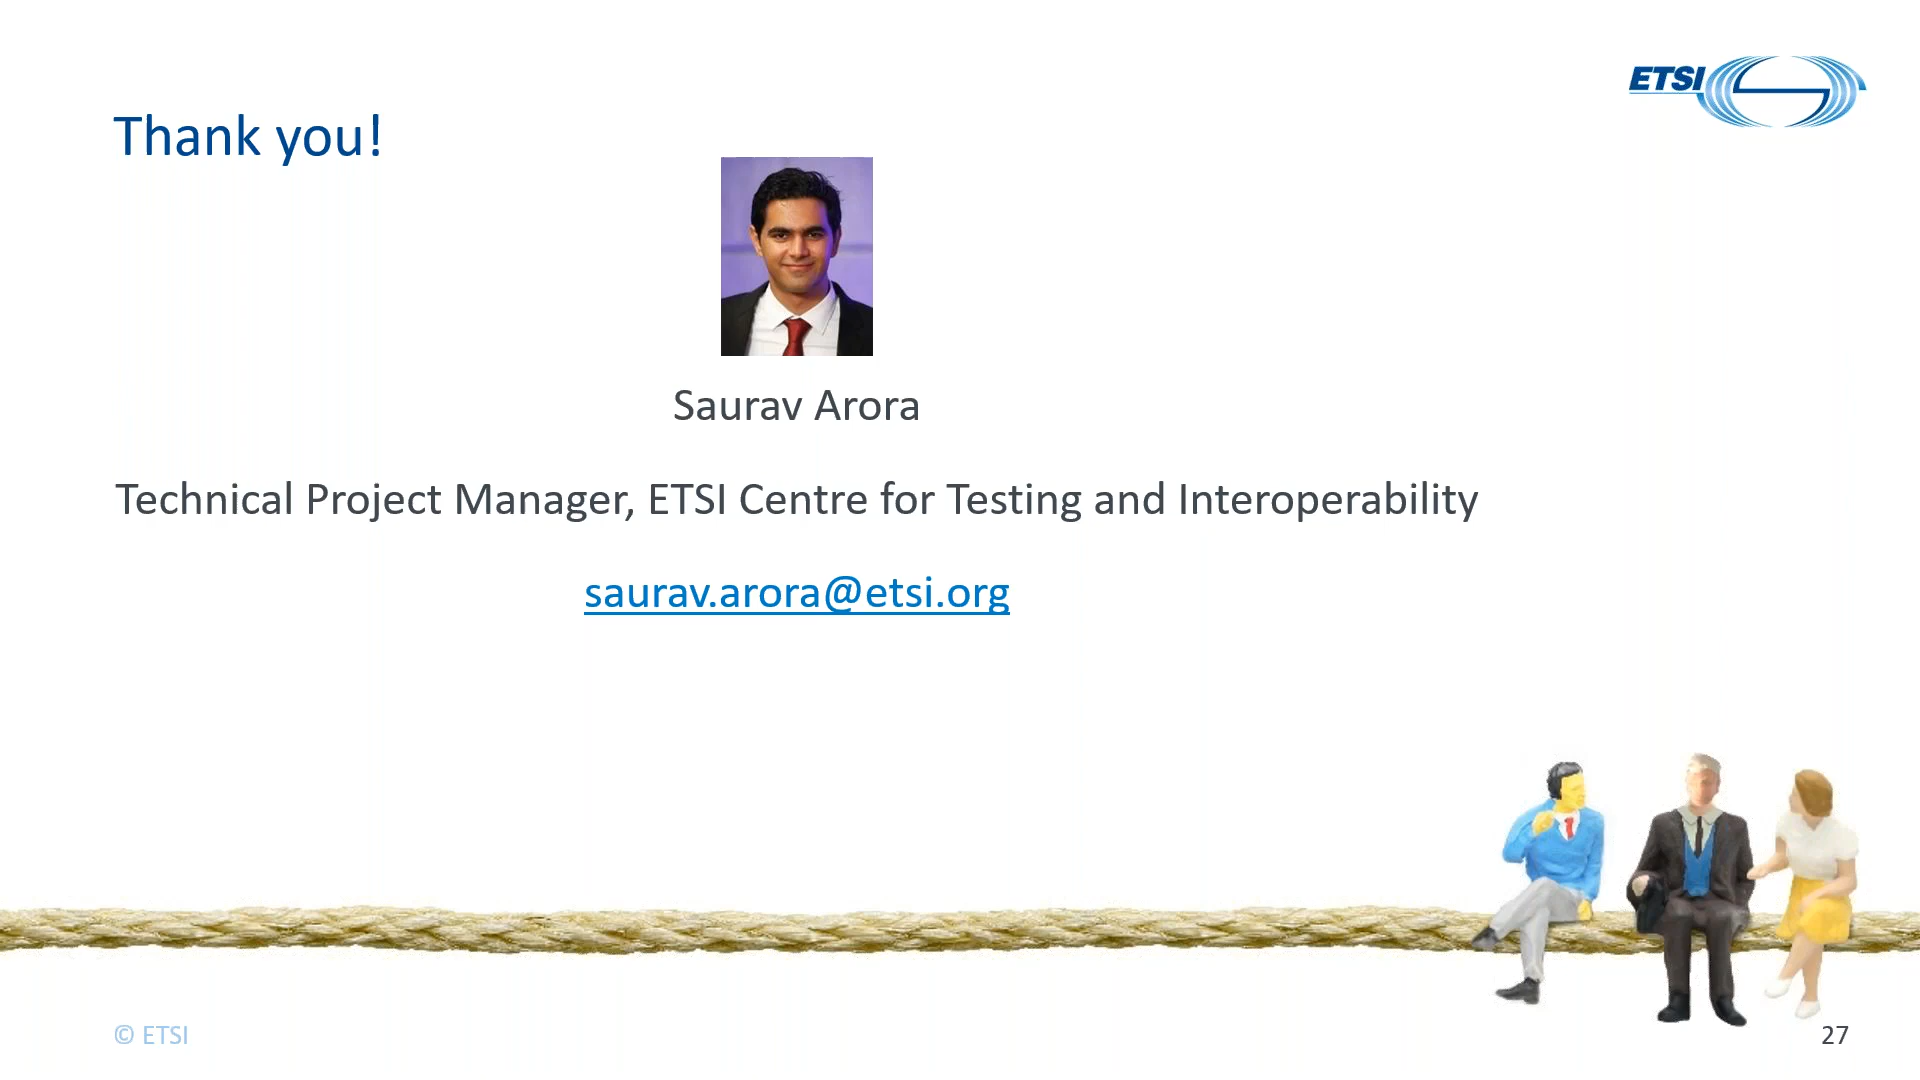 ETSI
Thank you!
Saurav Arora
Technical Project Manager, ETSI Centre for Testing and Interoperability
saurav.arora@etsi.org
© ETSI
27